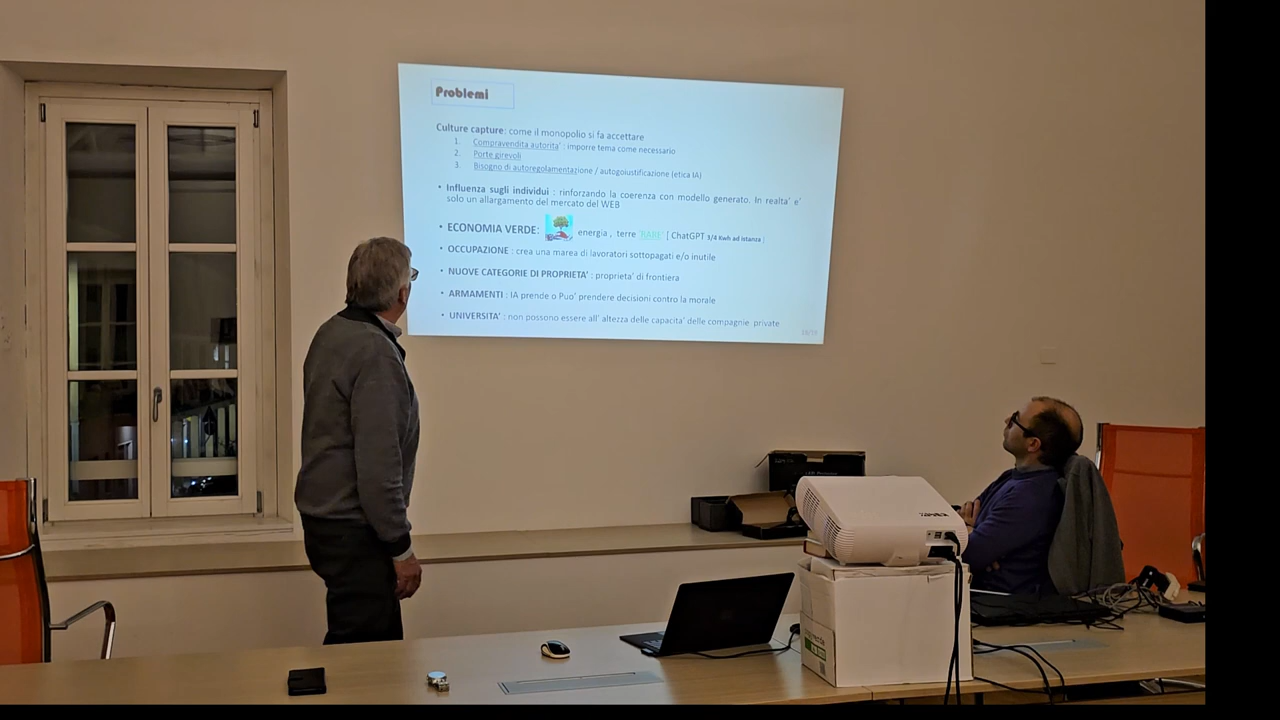 Problemi
Culture capture: come il monopolio si fa accettare
1. Compravendita autorita' : imporre tema come necessario
2. Porte girevoli
3. Bisogno di autoregolamentazione / autogoiustificazione (etica IA)
• Influenza sugli individui : rinforzando la coerenza con modello generato. In realta' e'
solo un allargamento del mercato del WEB
• ECONOMIA VERDE: energia , terre 'RARE' [ ChatGPT 3/4 Kwh ad istanza ]
• OCCUPAZIONE : crea una marea di lavoratori sottopagati e/o inutile
• NUOVE CATEGORIE DI PROPRIETA' : proprieta' di frontiera
• ARMAMENTI : IA prende o Puo' prendere decisioni contro la morale
• UNIVERSITA' : non possono essere all' altezza delle capacita' delle compagnie private